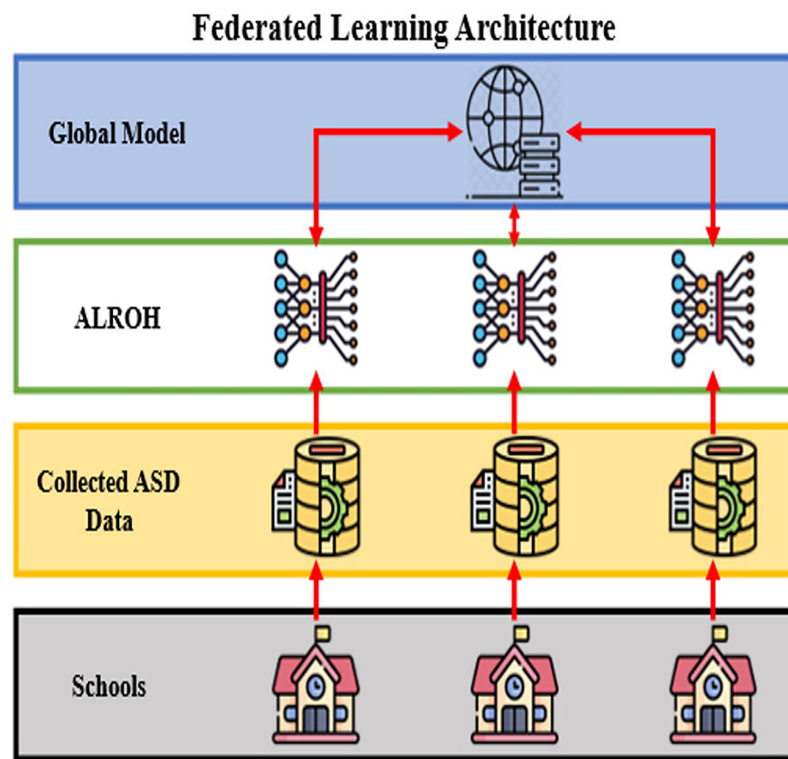 Federated Learning Architecture
Global Model
ALROH
Collected ASD
Data
Schools